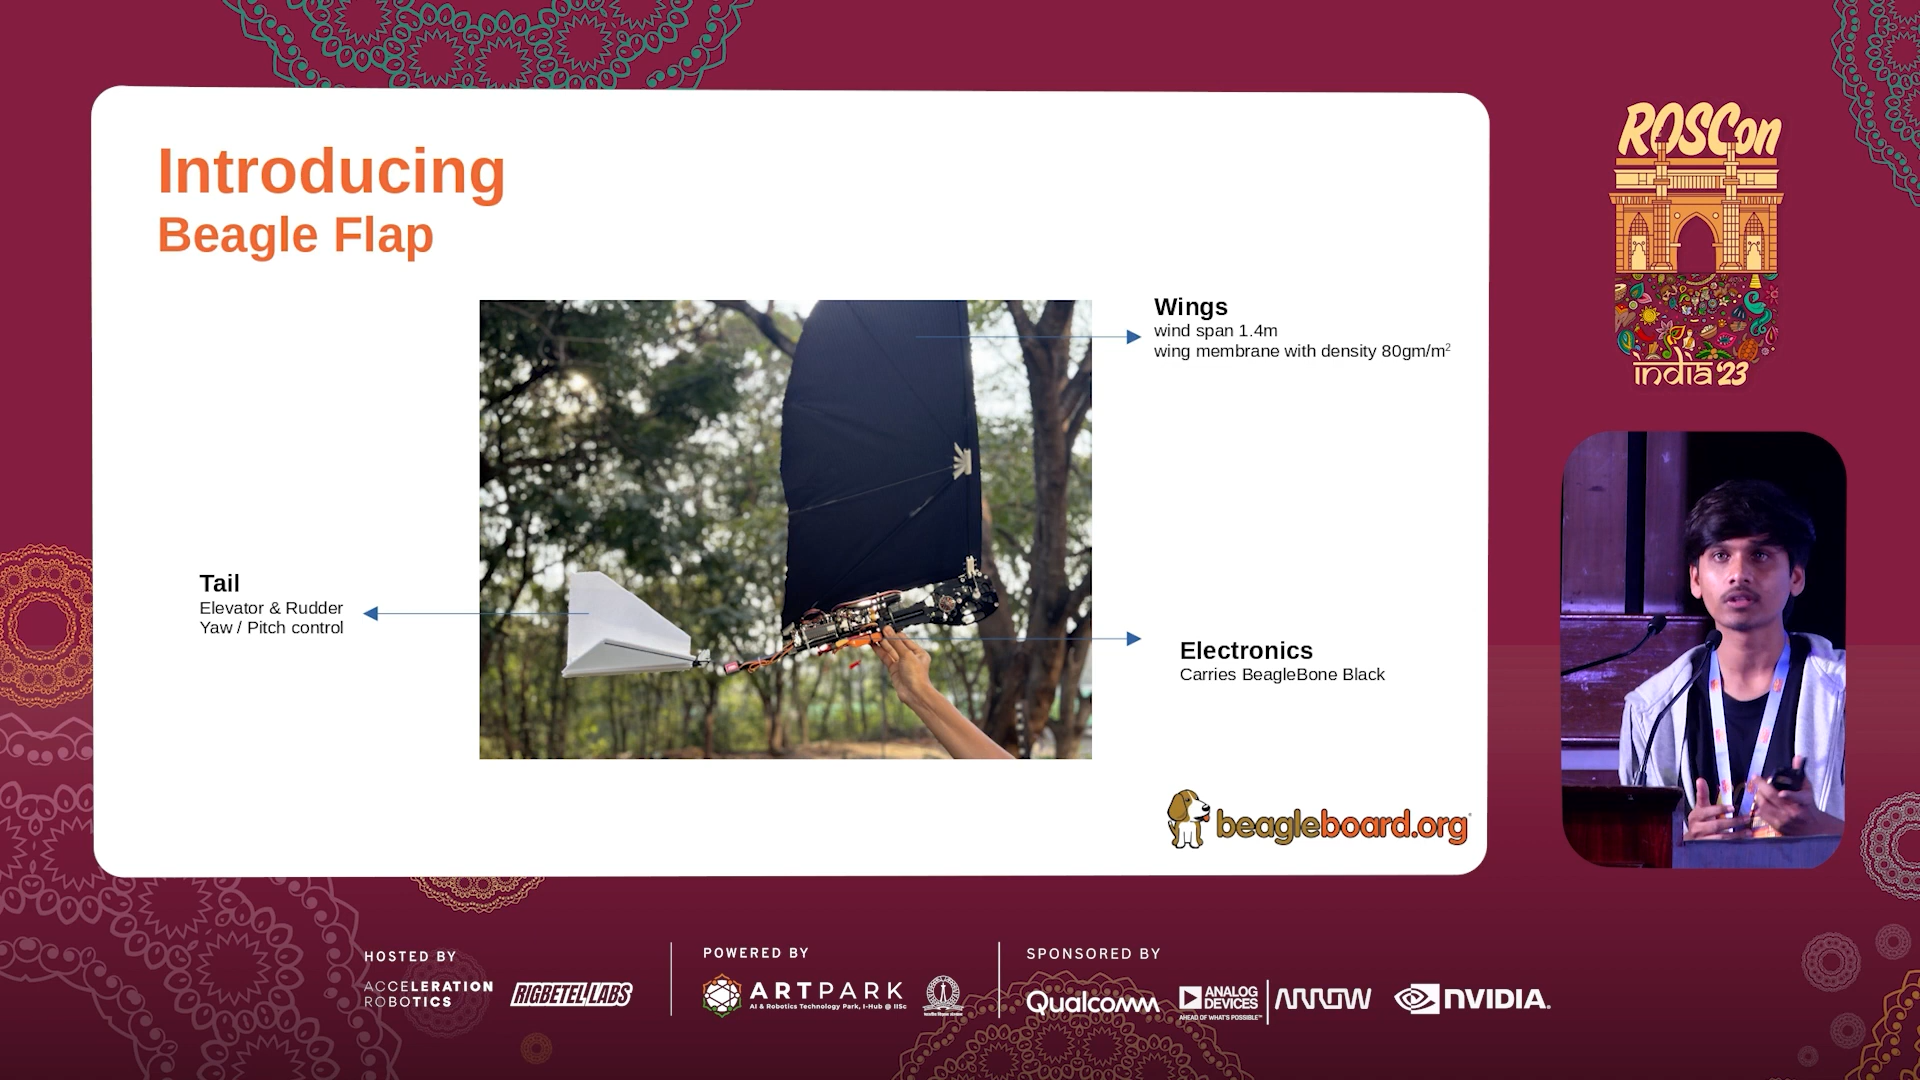 Introducing
Beagle Flap
Wings
wind span 1.4m
wing membrane with density 80gm/m²
Tail
Elevator & Rudder
Yaw / Pitch control
Electronics
Carries BeagleBone Black
beagleboard.org
ROSCon
india '23
HOSTED BY
ACCELERATION
ROBOTICS
RIGBETEL LABS
POWERED BY
ARTPARK
AI & Robotics Technology Park, I-Hub @ IISc
SPONSORED BY
Qualcomm
ANALOG
DEVICES
AHEAD OF WHAT'S POSSIBLE™
ARROW
NVIDIA.